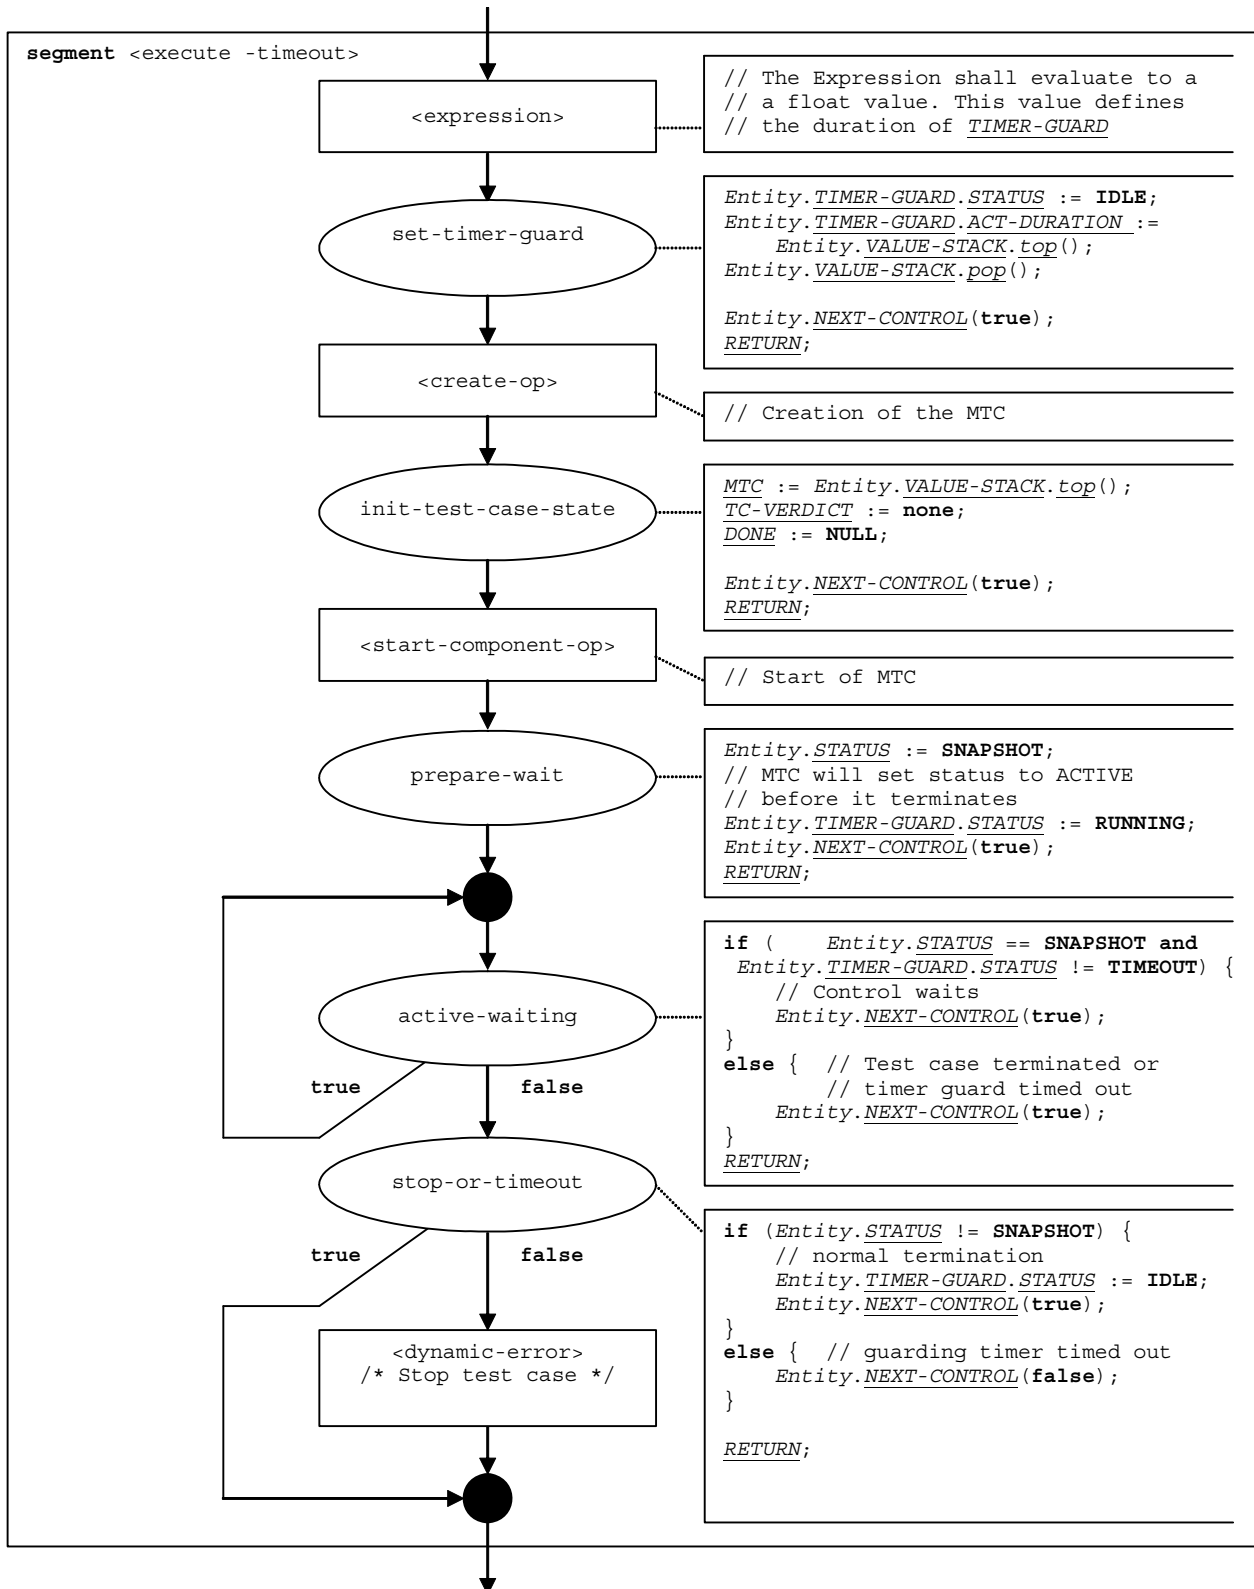 segment <execute -timeout>
<expression>
// The Expression shall evaluate to a
// a float value. This value defines
// the duration of TIMER-GUARD
set-timer-guard
Entity.TIMER-GUARD.STATUS := IDLE;
Entity.TIMER-GUARD.ACT-DURATION :=
Entity.VALUE-STACK.top();
Entity.VALUE-STACK.pop();
Entity.NEXT-CONTROL(true);
RETURN;
<create-op>
// Creation of the MTC
init-test-case-state
MTC := Entity.VALUE-STACK.top();
TC-VERDICT := none;
DONE := NULL;
Entity.NEXT-CONTROL(true);
RETURN;
<start-component-op>
// Start of MTC
prepare-wait
Entity.STATUS := SNAPSHOT;
// MTC will set status to ACTIVE
// before it terminates
Entity.TIMER-GUARD.STATUS := RUNNING;
Entity.NEXT-CONTROL(true);
RETURN;
active-waiting
true
false
if ( Entity.STATUS == SNAPSHOT and
Entity.TIMER-GUARD.STATUS != TIMEOUT) {
// Control waits
Entity.NEXT-CONTROL(true);
}
else { // Test case terminated or
// timer guard timed out
Entity.NEXT-CONTROL(true);
}
RETURN;
stop-or-timeout
true
false
if (Entity.STATUS != SNAPSHOT) {
// normal termination
Entity.TIMER-GUARD.STATUS := IDLE;
Entity.NEXT-CONTROL(true);
}
else { // guarding timer timed out
Entity.NEXT-CONTROL(false);
}
RETURN;
<dynamic-error>
/* Stop test case */